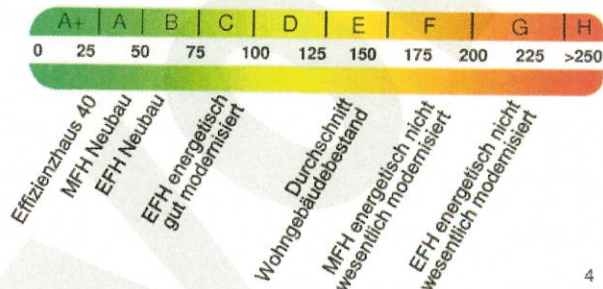 A+ A B C D E F G H
0 25 50 75 100 125 150 175 200 225 >250
Effizienzhaus 40
MFH Neubau
EFH Neubau
EFH energetisch
gut modernisiert
Durchschnitt
Wohngebäudebestand
MFH energetisch nicht
wesentlich modernisiert
EFH energetisch nicht
wesentlich modernisiert
4